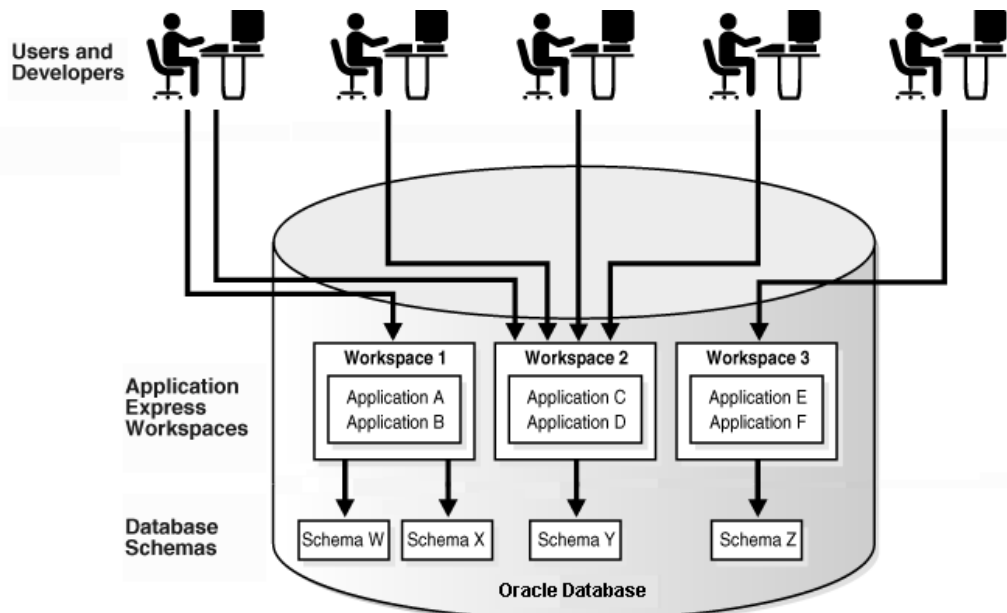 Users and
Developers
Workspace 1
Workspace 2
Workspace 3
Application A
Application B
Application C
Application D
Application E
Application F
Application
Express
Workspaces
Database
Schemas
Schema W
Schema X
Schema Y
Schema Z
Oracle Database